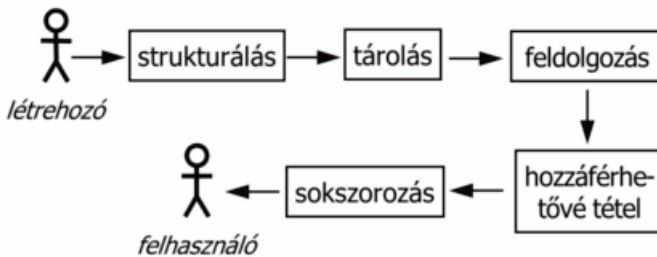 strukturálás
tárolás
feldolgozás
létrehozó
hozzáférhe-
tővé tétel
sokszorozás
felhasználó